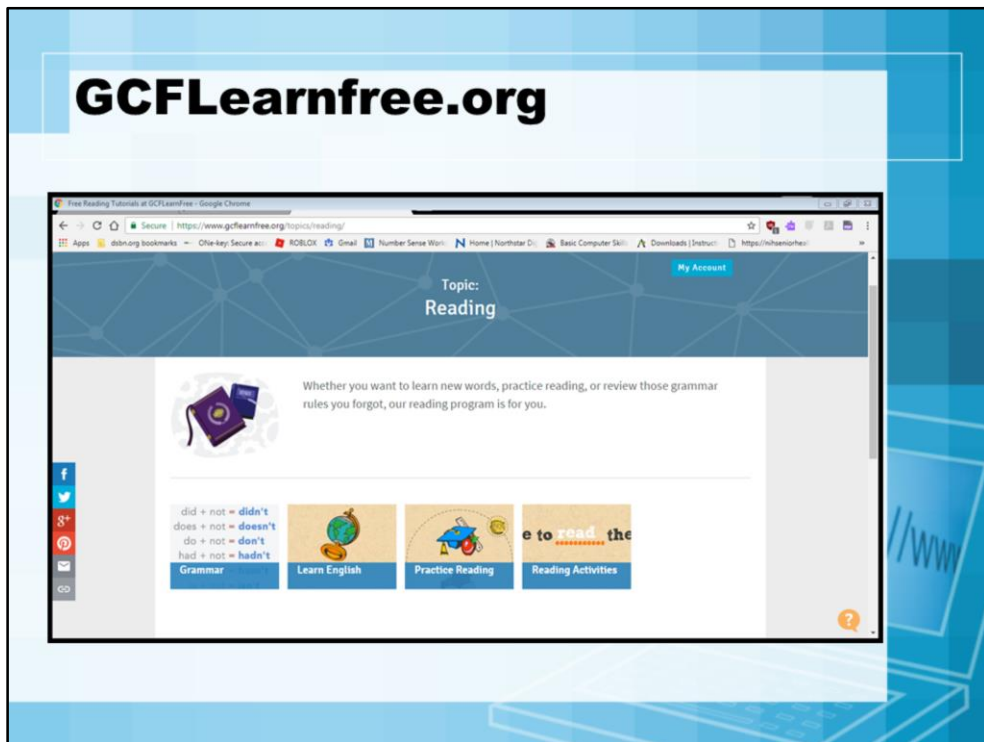 GCFLearnfree.org
Free Reading Tutorials at GCFLearnFree - Google Chrome
Secure | https://www.gcflearnfree.org/topics/reading/
Apps dsbn.org bookmarks ROBLOX Gmail Number Sense Home | Northstar Basic Computer Skill Downloads | Instruct https://nihseniorheal
My Account
Topic:
Reading
Whether you want to learn new words, practice reading, or review those grammar
rules you forgot, our reading program is for you.
f
8+
did + not = didn't
does + not = doesn't
do + not = don't
had + not = hadn't
e to read the
Grammar Learn English Practice Reading Reading Activities
?
//WWW